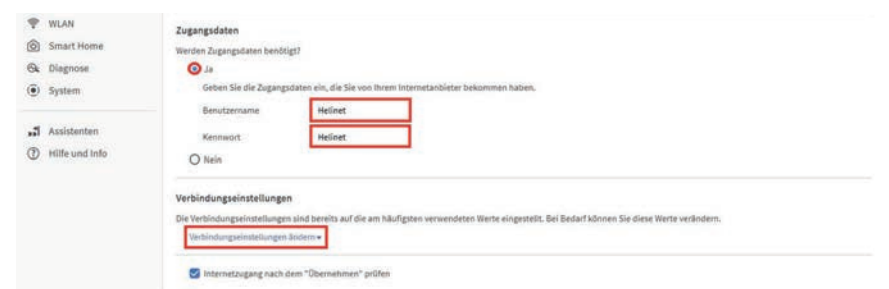 WLAN
Smart Home
Diagnose
System
Assistenten
Hilfe und Info
Zugangsdaten
Werden Zugangsdaten benötigt?
Ja
Geben Sie die Zugangsdaten ein, die Sie von Ihrem Internetanbieter bekommen haben.
Benutzername Helinet
Kennwort Helinet
Nein
Verbindungseinstellungen
Die Verbindungseinstellungen sind bereits auf die am häufigsten verwendeten Werte eingestellt. Bei Bedarf können Sie diese Werte verändern.
Verbindungseinstellungen ändern
Internetzugang nach dem "Übernehmen" prüfen